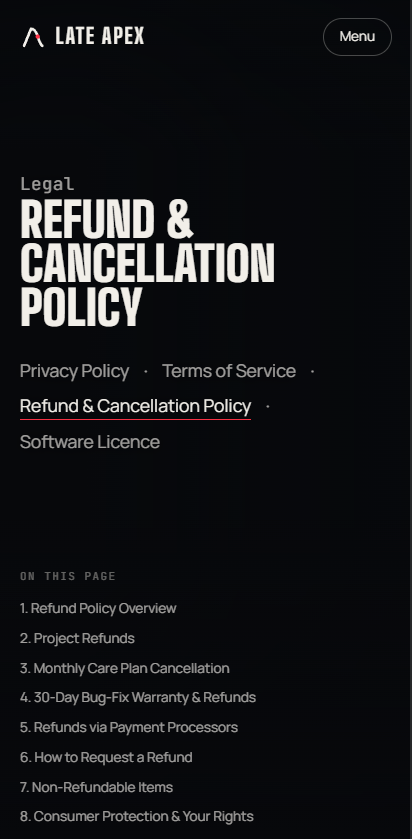 LATE APEX
Menu
Legal
REFUND &
CANCELLATION
POLICY
Privacy Policy · Terms of Service ·
Refund & Cancellation Policy ·
Software Licence
ON THIS PAGE
1. Refund Policy Overview
2. Project Refunds
3. Monthly Care Plan Cancellation
4. 30-Day Bug-Fix Warranty & Refunds
5. Refunds via Payment Processors
6. How to Request a Refund
7. Non-Refundable Items
8. Consumer Protection & Your Rights